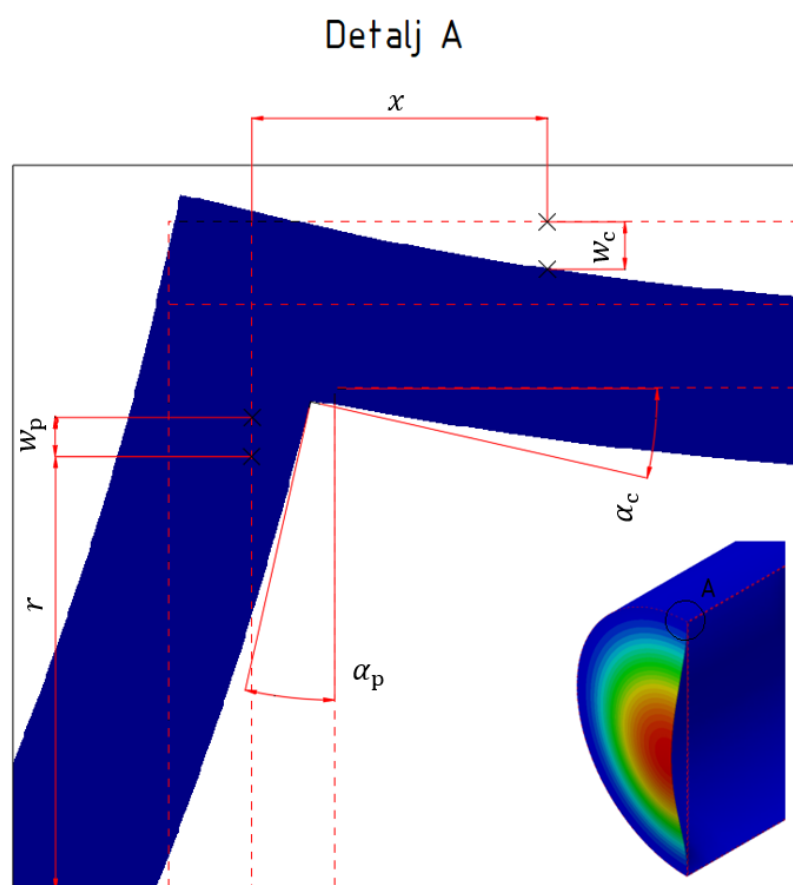 Detalj A
x
w_c
w_p
α_c
r
α_p
A